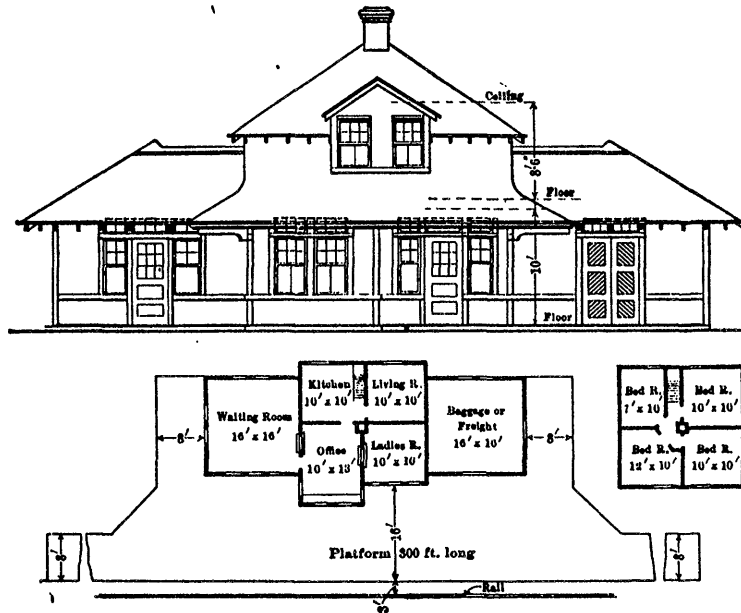 Ceiling
8'6"
Floor
10'
Floor
Kitchen
10' x 10'
Living R.
10' x 10'
Waiting Room
16' x 16'
Baggage or
Freight
16' x 10'
Office
10' x 13'
Ladies R.
10' x 10'
8'
8'
Bed R.
7' x 10'
Bed R.
10' x 10'
Bed R.
12' x 10'
Bed R.
10' x 10'
16'
Platform 300 ft. long
8'
8'
Rail